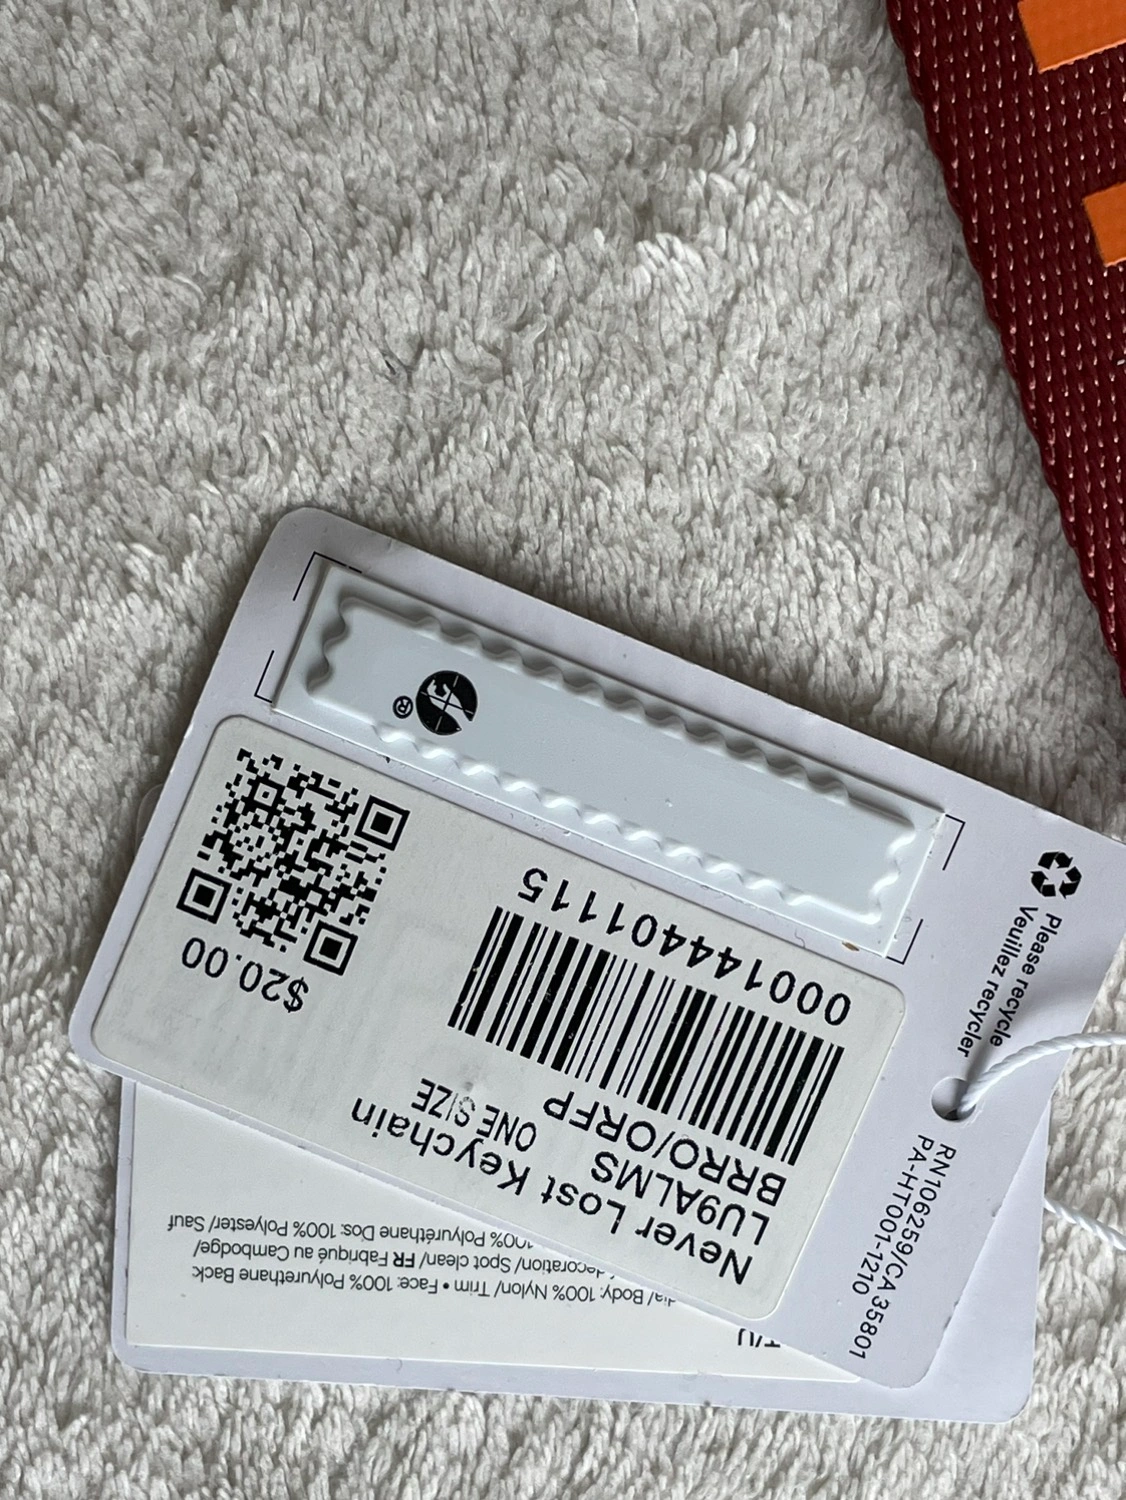 Never Lost Keychain
LU9ALMS ONE SIZE
BRRO/ORFP
000144401115
$20.00
®
Please recycle
Veuillez recycler
RN106259/CA 35801
PA-HT001-1210
T/U
Body: 100% Nylon/ Trim • Face: 100% Polyurethane Back:
decoration/ Spot clean/ FR Fabriqué au Cambodge/
100% Polyuréthane Dos: 100% Polyester/ Sauf